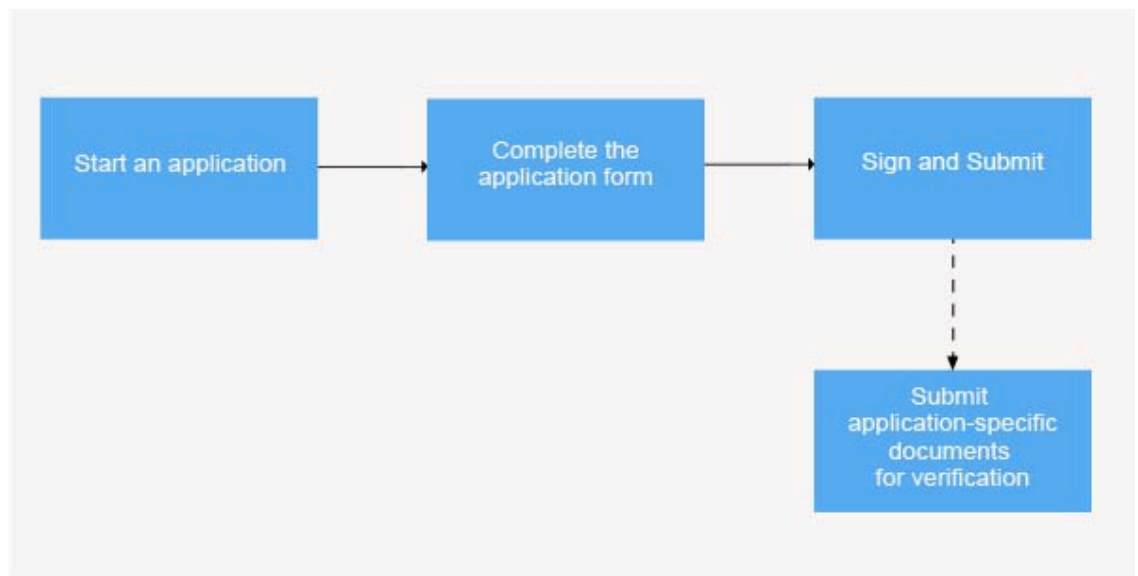 Start an application
Complete the
application form
Sign and Submit
Submit
application-specific
documents
for verification